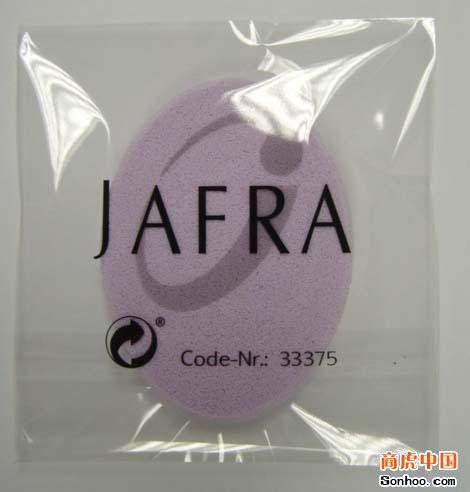 JAFRA
®
Code-Nr.: 33375
商虎中国
Sonhoo.com